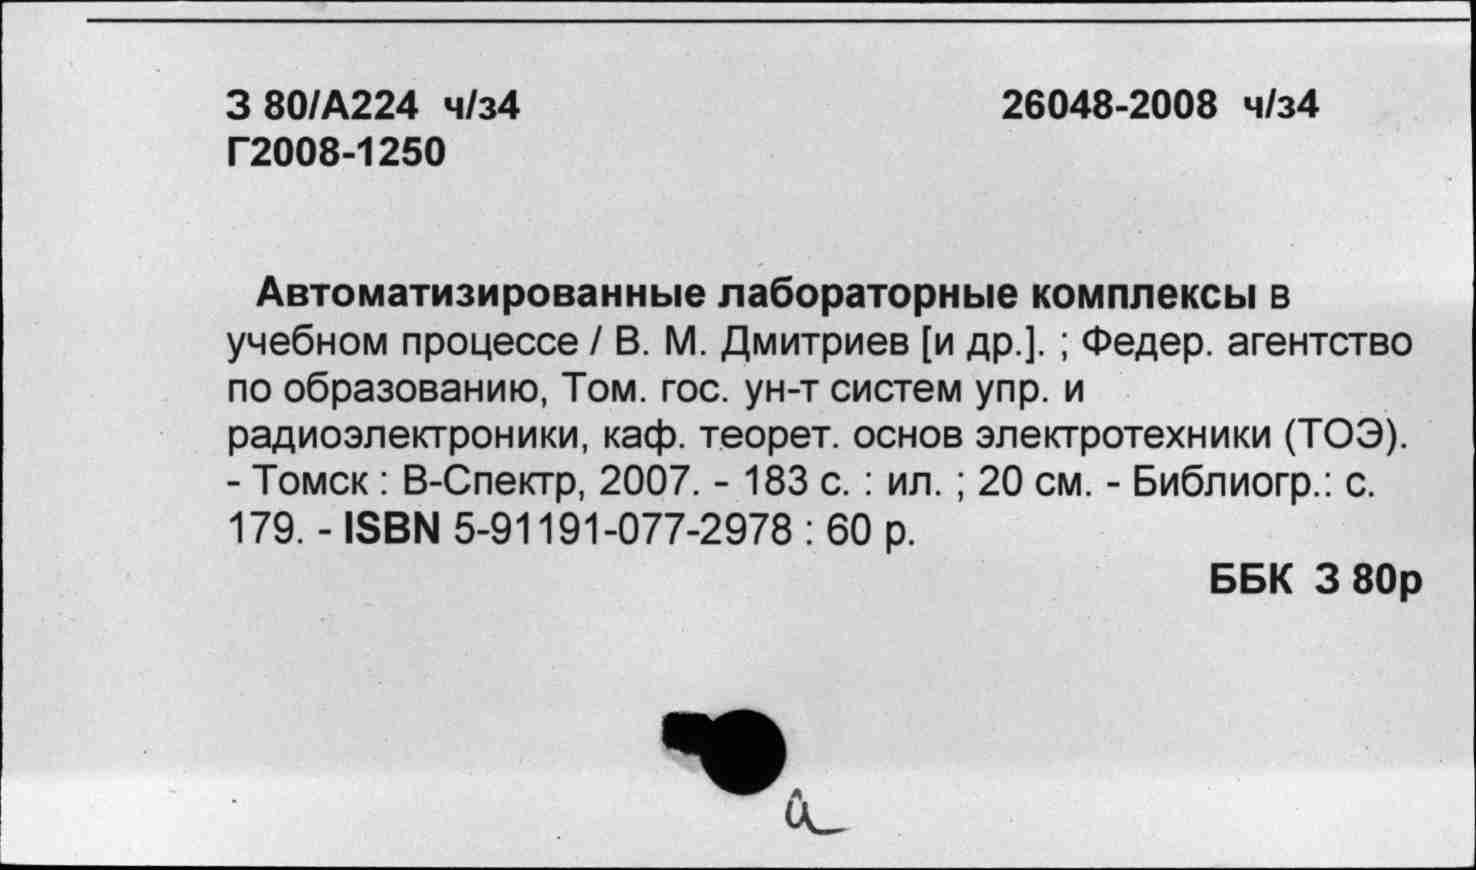 З 80/А224 ч/з4 26048-2008 ч/з4
Г2008-1250
Автоматизированные лабораторные комплексы в
учебном процессе / В. М. Дмитриев [и др.]. ; Федер. агентство
по образованию, Том. гос. ун-т систем упр. и
радиоэлектроники, каф. теорет. основ электротехники (ТОЭ).
- Томск : В-Спектр, 2007. - 183 с. : ил. ; 20 см. - Библиогр.: с.
179. - ISBN 5-91191-077-2978 : 60 р.
ББК З 80р
а